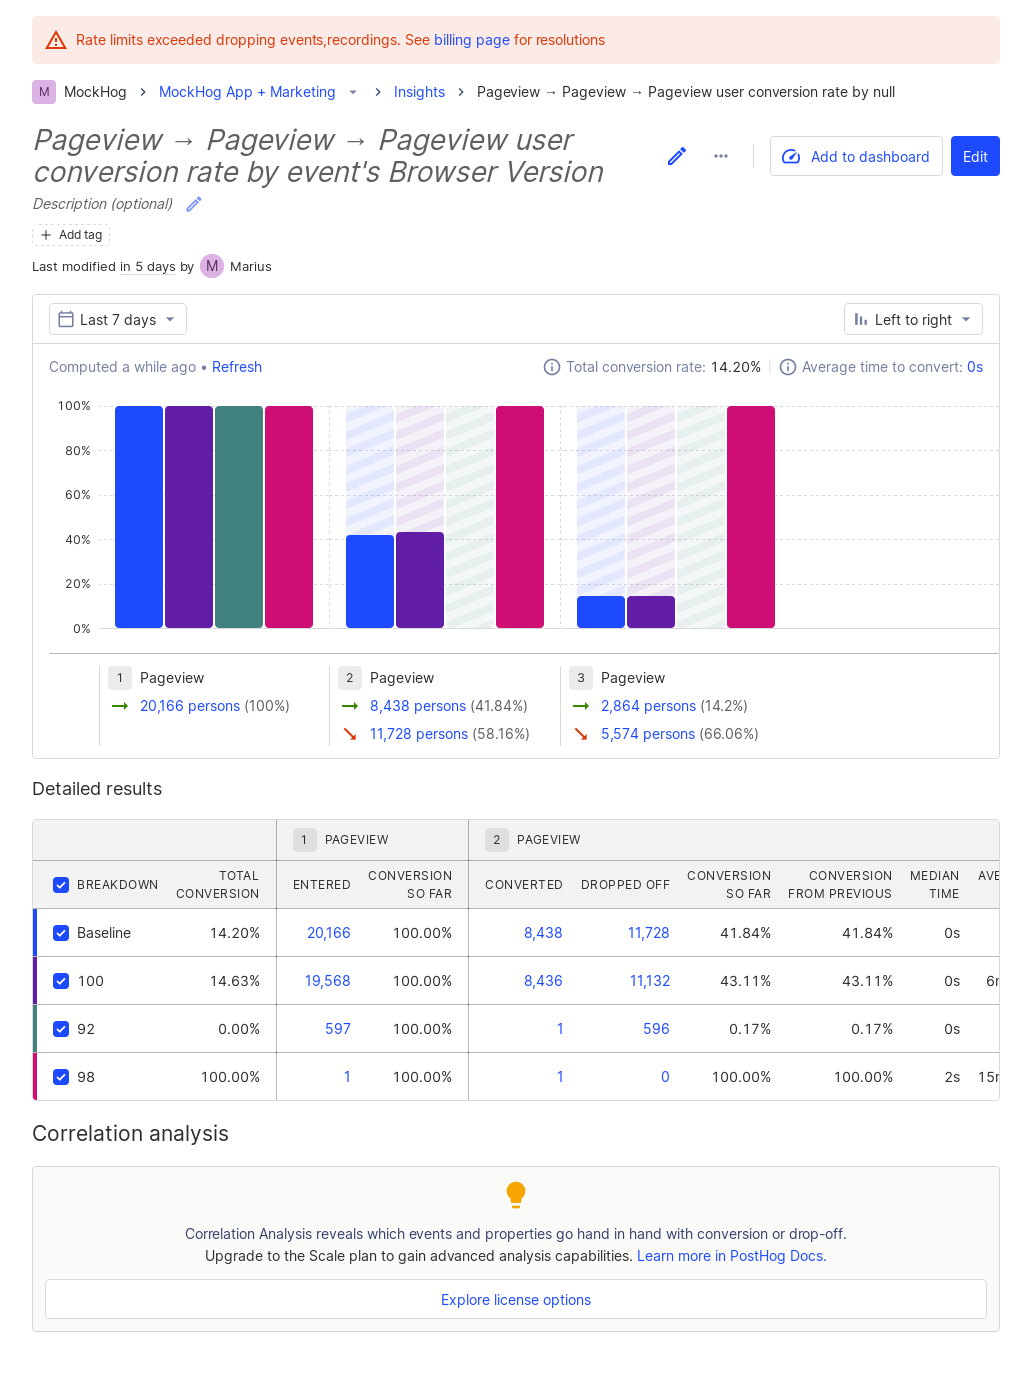 Rate limits exceeded dropping events,recordings. See billing page for resolutions
M MockHog MockHog App + Marketing Insights Pageview → Pageview → Pageview user conversion rate by null
Pageview → Pageview → Pageview user
conversion rate by event's Browser Version
Add to dashboard Edit
Description (optional)
Add tag
Last modified in 5 days by M Marius
Last 7 days Left to right
Computed a while ago • Refresh Total conversion rate: 14.20% Average time to convert: 0s
100%
80%
60%
40%
20%
0%
1 Pageview 2 Pageview 3 Pageview
20,166 persons (100%) 8,438 persons (41.84%) 2,864 persons (14.2%)
11,728 persons (58.16%) 5,574 persons (66.06%)
Detailed results
1 PAGEVIEW 2 PAGEVIEW
BREAKDOWN TOTAL CONVERSION ENTERED CONVERSION SO FAR CONVERTED DROPPED OFF CONVERSION SO FAR CONVERSION FROM PREVIOUS MEDIAN TIME
Baseline 14.20% 20,166 100.00% 8,438 11,728 41.84% 41.84% 0s
100 14.63% 19,568 100.00% 8,436 11,132 43.11% 43.11% 0s
92 0.00% 597 100.00% 1 596 0.17% 0.17% 0s
98 100.00% 1 100.00% 1 0 100.00% 100.00% 2s
Correlation analysis
Correlation Analysis reveals which events and properties go hand in hand with conversion or drop-off.
Upgrade to the Scale plan to gain advanced analysis capabilities. Learn more in PostHog Docs.
Explore license options